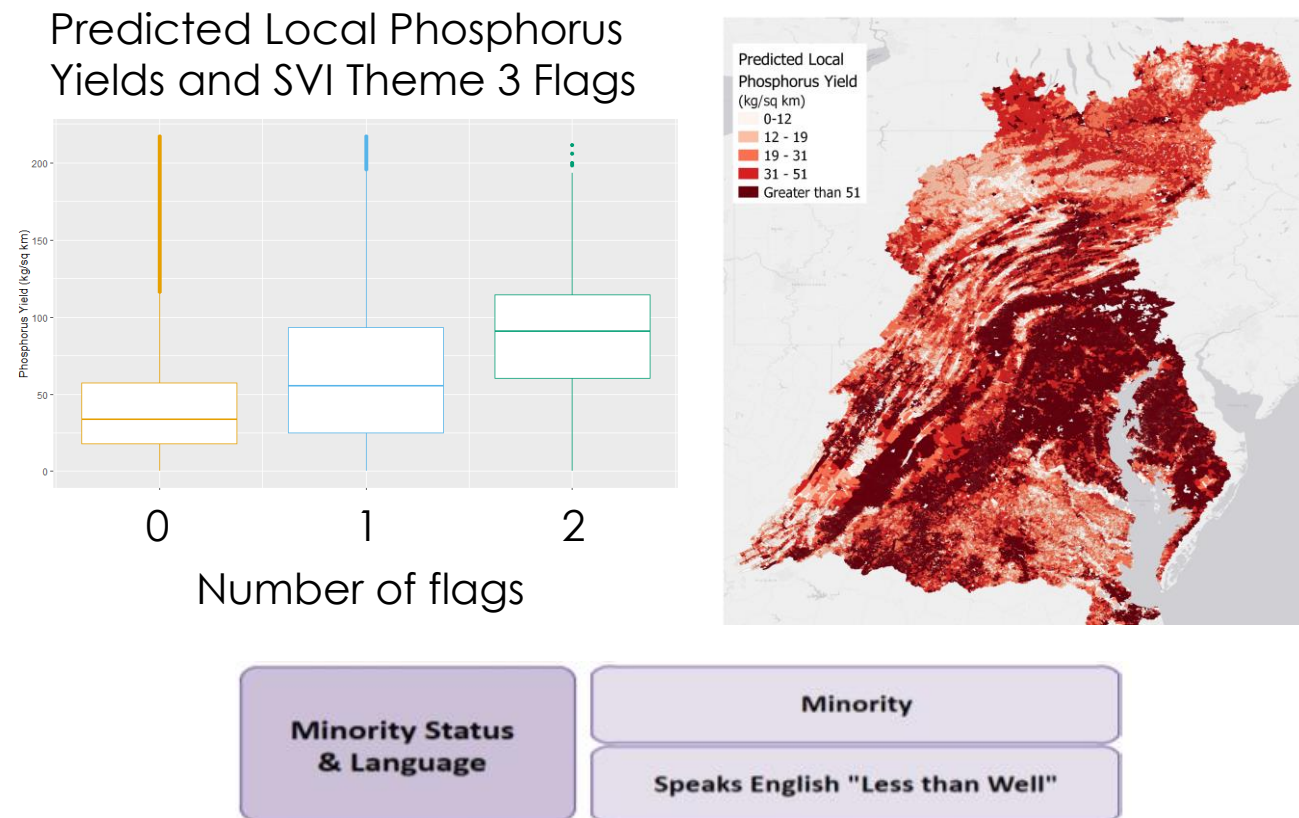 Predicted Local Phosphorus
Yields and SVI Theme 3 Flags
Phosphorus Yield (kg/sq km)
200
150
100
50
0
0 1 2
Number of flags
Predicted Local
Phosphorus Yield
(kg/sq km)
0-12
12 - 19
19 - 31
31 - 51
Greater than 51
Minority Status
& Language
Minority
Speaks English "Less than Well"